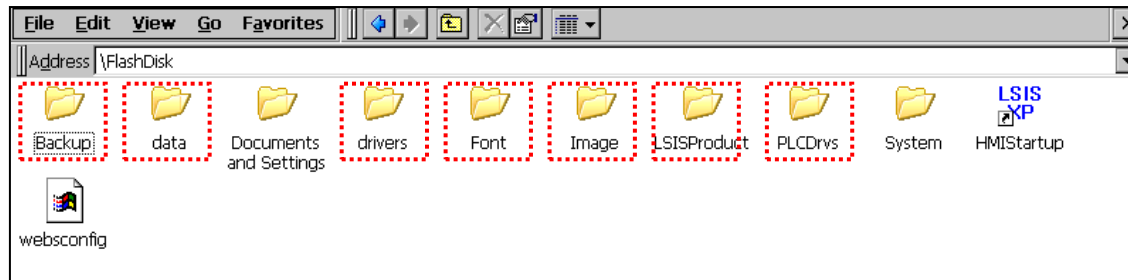 File Edit View Go Favorites
Address \FlashDisk
LSIS
XP
Backup data Documents and Settings drivers Font Image LSISProduct PLCDrvs System HMIStartup
websconfig